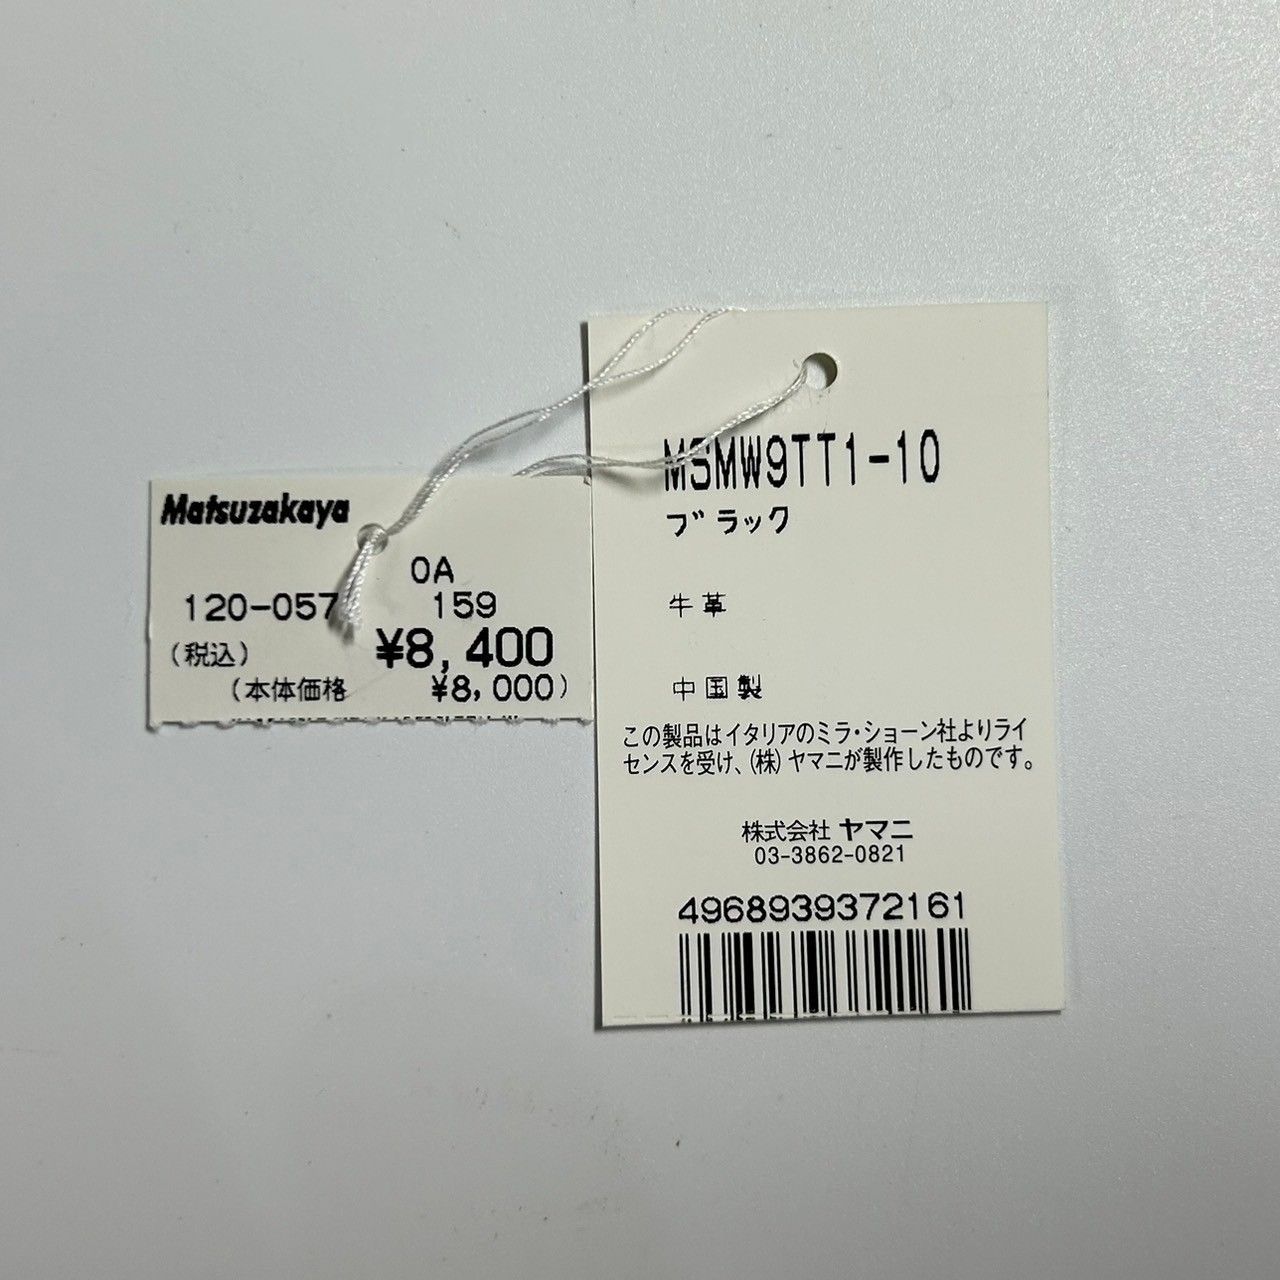 Matsuzakaya
0A
120-057 159
(税込) ¥8,400
(本体価格 ¥8,000)
MSMW9TT1-10
ブラック
牛革
中国製
この製品はイタリアのミラ・ショーン社よりライ
センスを受け、(株)ヤマニが製作したものです。
株式会社 ヤマニ
03-3862-0821
4968939372161